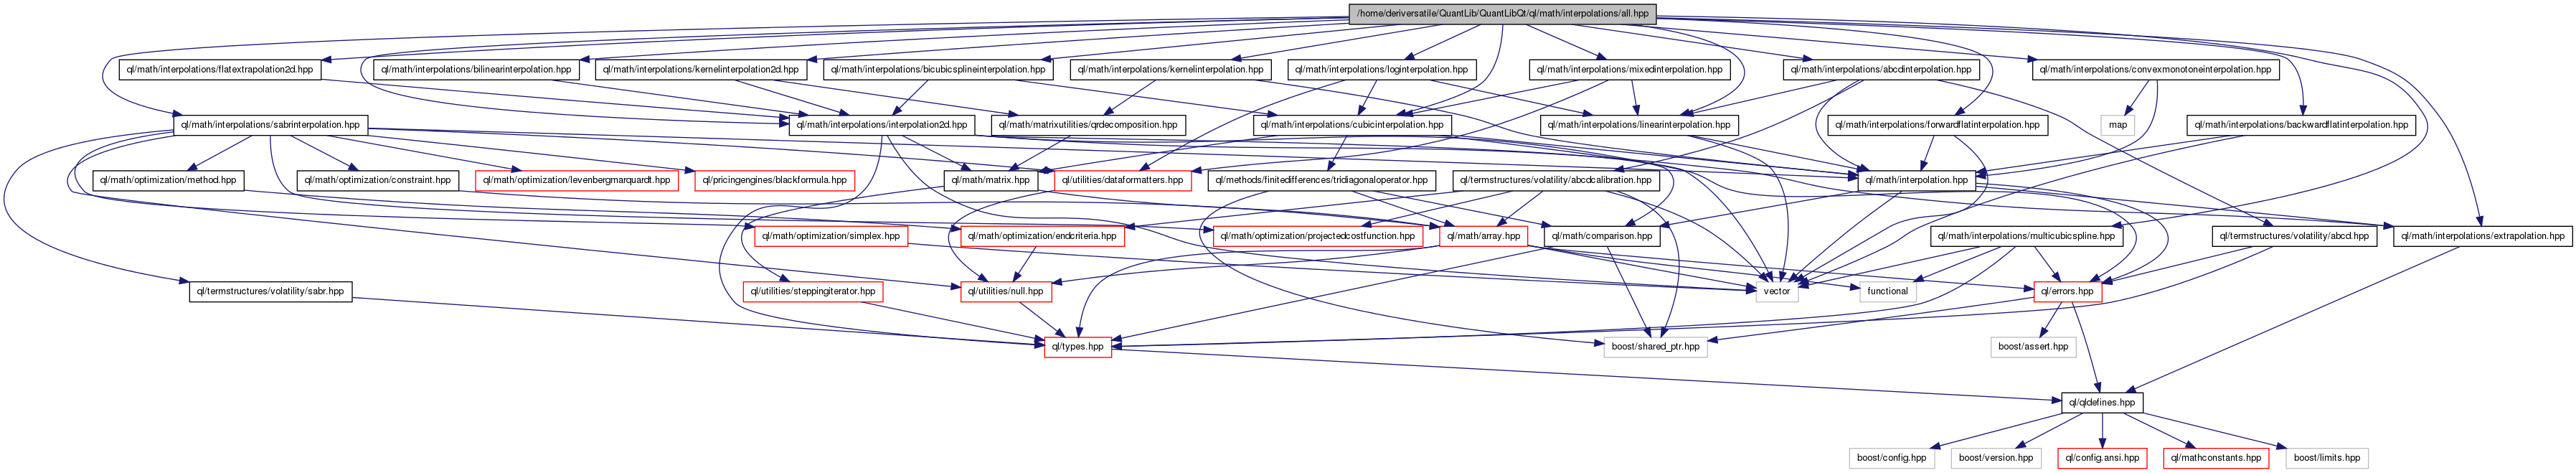 /home/deriversatile/QuantLib/QuantLibQt/ql/math/interpolations/all.hpp
ql/math/interpolations/flatextrapolation2d.hpp
ql/math/interpolations/bilinearinterpolation.hpp
ql/math/interpolations/kernelinterpolation2d.hpp
ql/math/interpolations/bicubicsplineinterpolation.hpp
ql/math/interpolations/kernelinterpolation.hpp
ql/math/interpolations/loginterpolation.hpp
ql/math/interpolations/mixedinterpolation.hpp
ql/math/interpolations/abcdinterpolation.hpp
ql/math/interpolations/convexmonotoneinterpolation.hpp
ql/math/interpolations/sabrinterpolation.hpp
ql/math/interpolations/interpolation2d.hpp
ql/math/matrixutilities/qrdecomposition.hpp
ql/math/interpolations/cubicinterpolation.hpp
ql/math/interpolations/linearinterpolation.hpp
ql/math/interpolations/forwardflatinterpolation.hpp
map
ql/math/interpolations/backwardflatinterpolation.hpp
ql/math/optimization/method.hpp
ql/math/optimization/constraint.hpp
ql/math/optimization/levenbergmarquardt.hpp
ql/pricingengines/blackformula.hpp
ql/math/matrix.hpp
ql/utilities/dataformatters.hpp
ql/methods/finitedifferences/tridiagonaloperator.hpp
ql/termstructures/volatility/abcdcalibration.hpp
ql/math/interpolation.hpp
ql/math/optimization/simplex.hpp
ql/math/optimization/endcriteria.hpp
ql/math/optimization/projectedcostfunction.hpp
ql/math/array.hpp
ql/math/comparison.hpp
ql/math/interpolations/multicubicspline.hpp
ql/termstructures/volatility/abcd.hpp
ql/math/interpolations/extrapolation.hpp
ql/termstructures/volatility/sabr.hpp
ql/utilities/steppingiterator.hpp
ql/utilities/null.hpp
vector
functional
ql/errors.hpp
ql/types.hpp
boost/shared_ptr.hpp
boost/assert.hpp
ql/qldefines.hpp
boost/config.hpp
boost/version.hpp
ql/config.ansi.hpp
ql/mathconstants.hpp
boost/limits.hpp